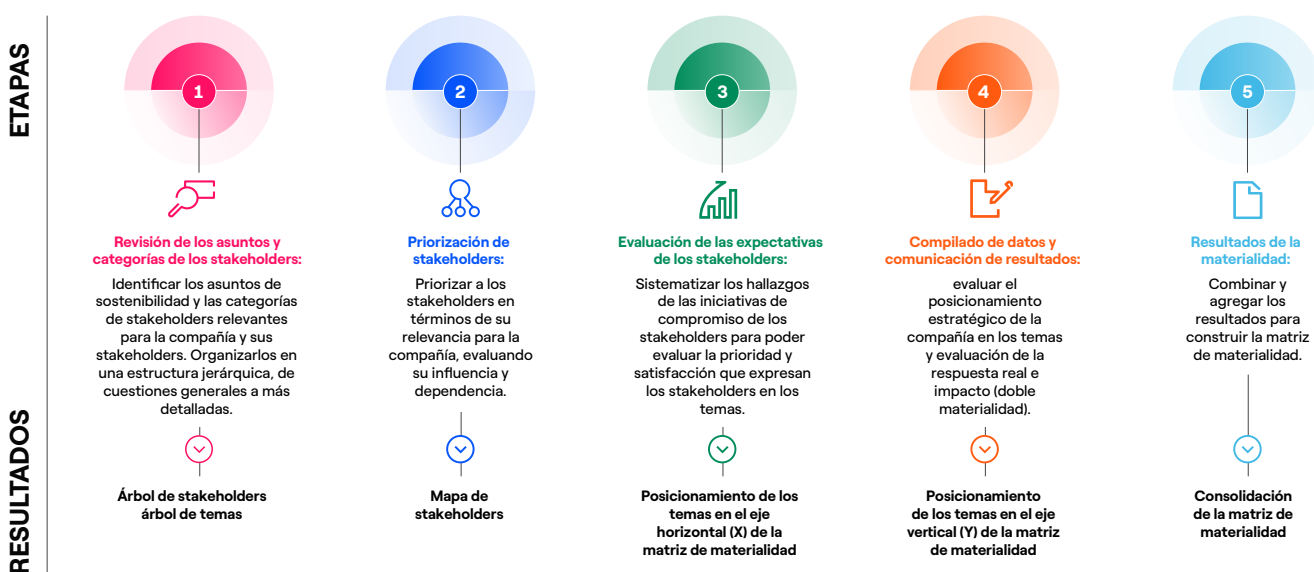 ETAPAS
1
Revisión de los asuntos y
categorías de los stakeholders:
Identificar los asuntos de
sostenibilidad y las categorías
de stakeholders relevantes
para la compañía y sus
stakeholders. Organizarlos en
una estructura jerárquica, de
cuestiones generales a más
detalladas.
2
Priorización de
stakeholders:
Priorizar a los
stakeholders en
términos de su
relevancia para la
compañía, evaluando
su influencia y
dependencia.
3
Evaluación de las expectativas
de los stakeholders:
Sistematizar los hallazgos
de las iniciativas de
compromiso de los
stakeholders para poder
evaluar la prioridad y
satisfacción que expresan
los stakeholders en los
temas.
4
Compilado de datos y
comunicación de resultados:
evaluar el
posicionamiento
estratégico de la
compañía en los temas
y evaluación de la
respuesta real e
impacto (doble
materialidad).
5
Resultados de la
materialidad:
Combinar y
agregar los
resultados para
construir la matriz
de materialidad.
RESULTADOS
Árbol de stakeholders
árbol de temas
Mapa de
stakeholders
Posicionamiento de los
temas en el eje
horizontal (X) de la
matriz de materialidad
Posicionamiento
de los temas en el eje
vertical (Y) de la matriz
de materialidad
Consolidación
de la matriz de
materialidad